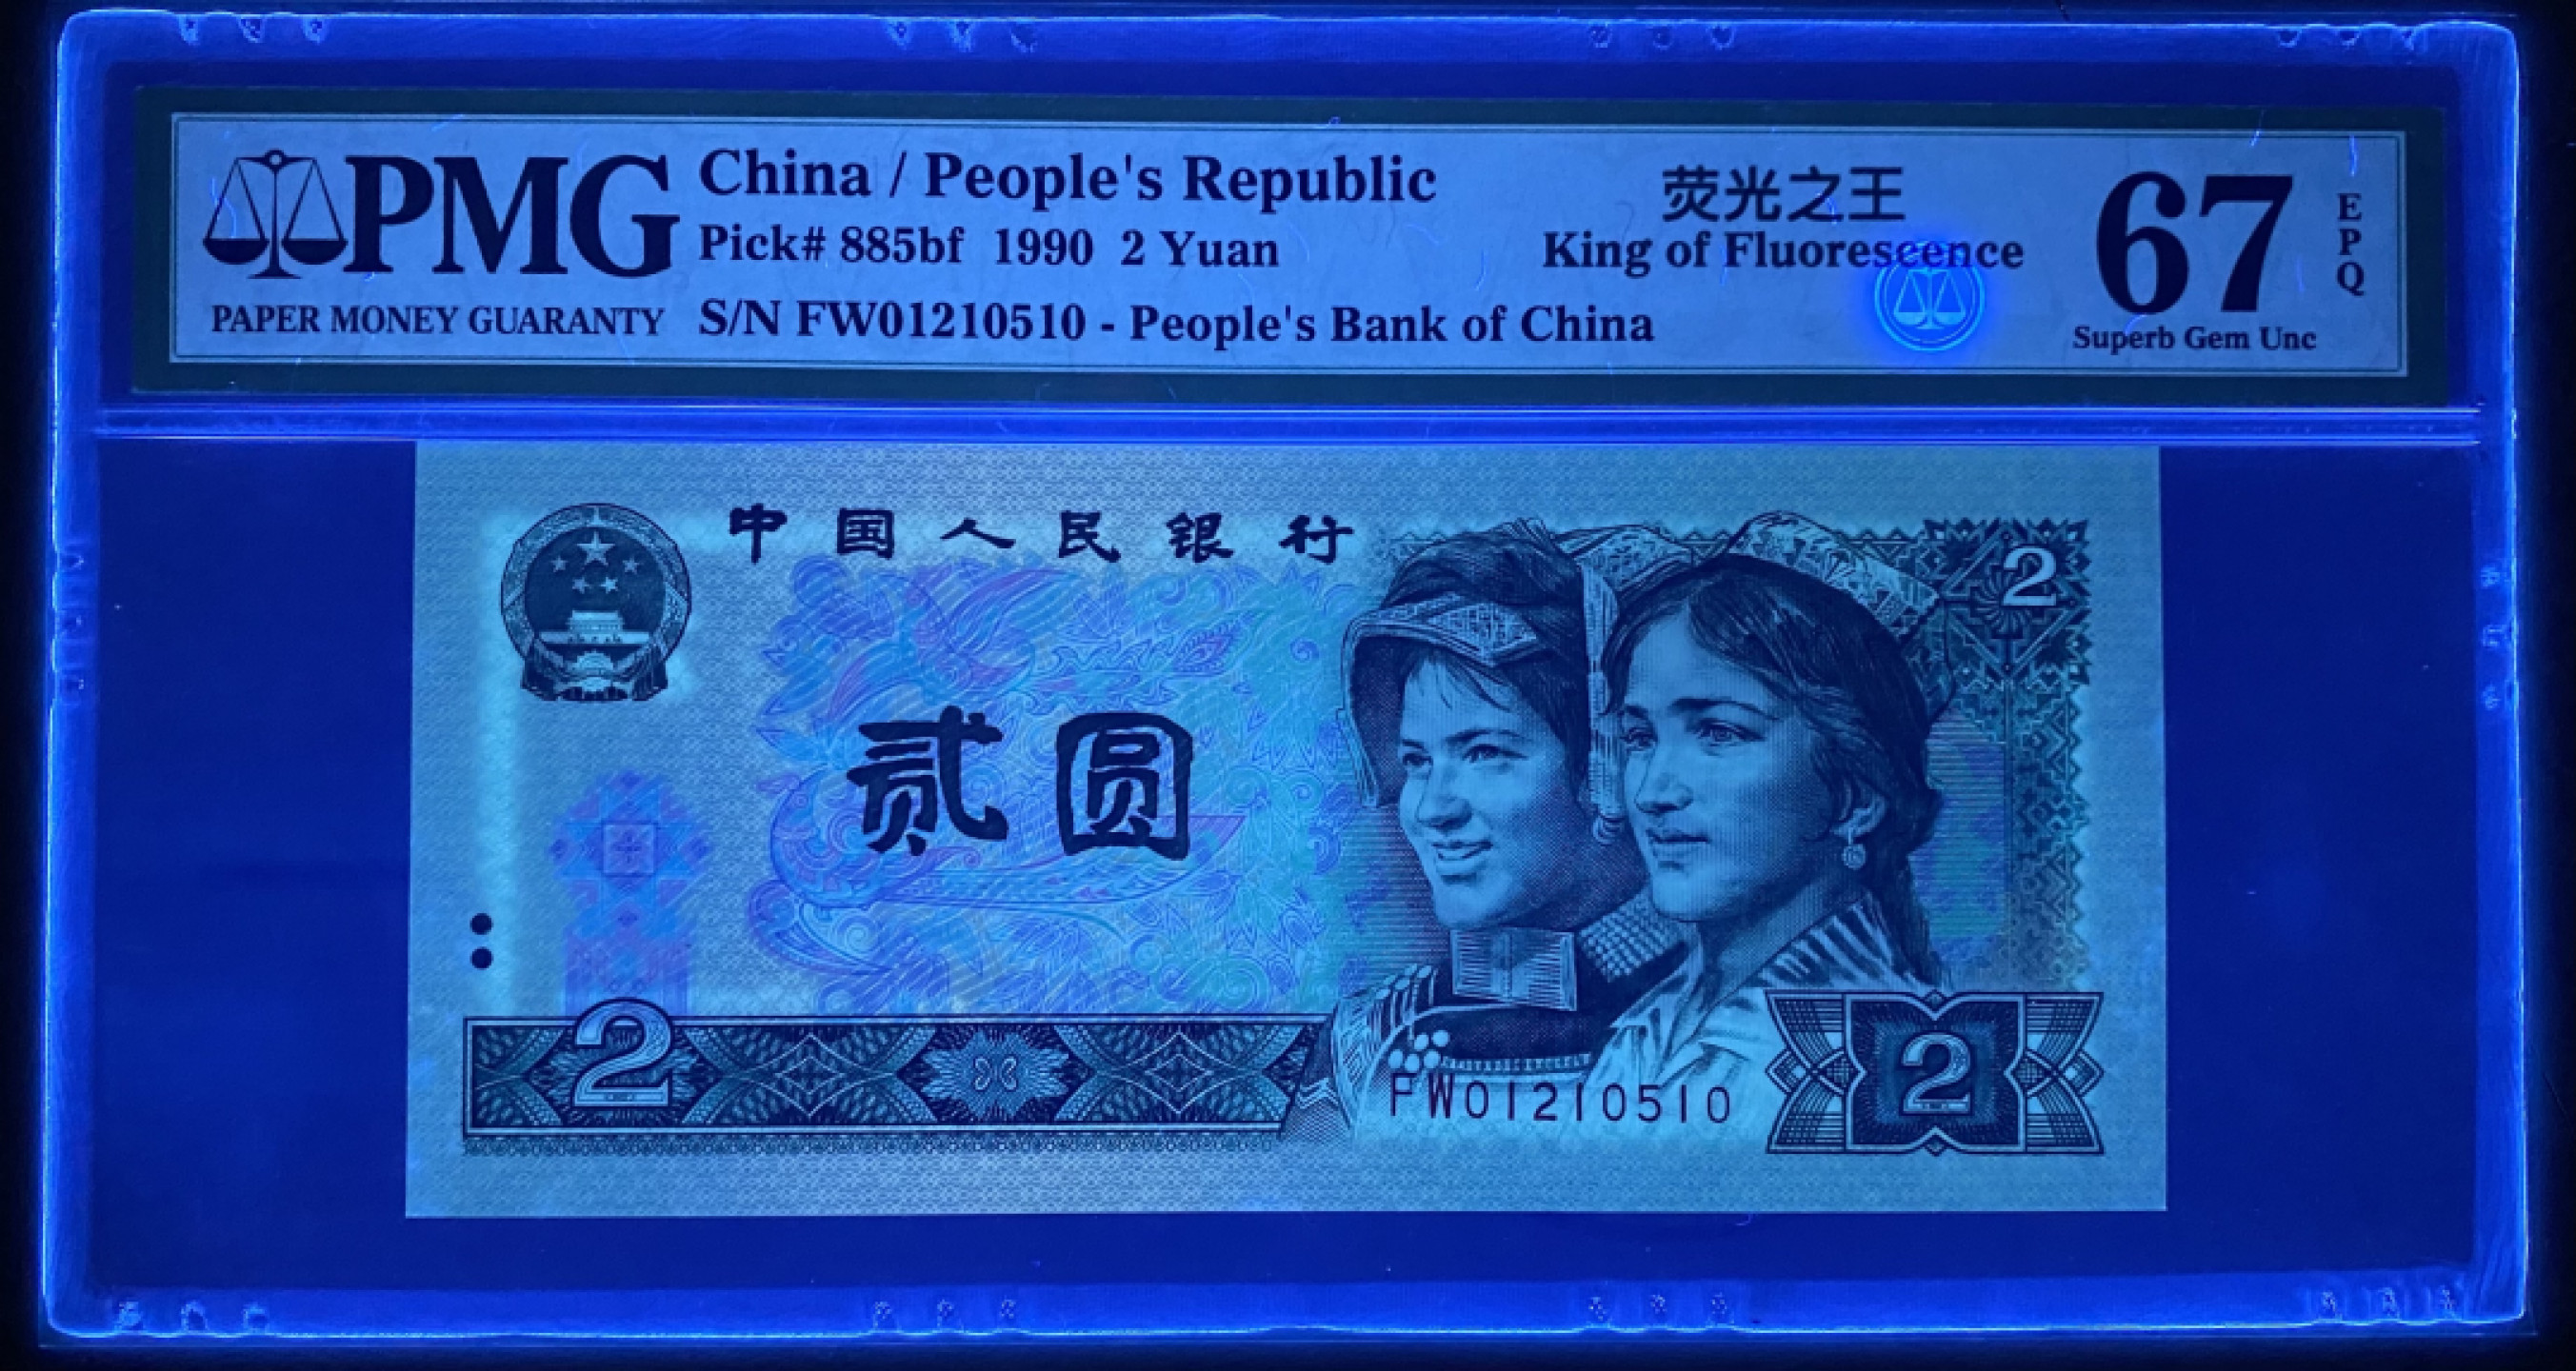 PMG
PAPER MONEY GUARANTY
China / People's Republic
Pick# 885bf 1990 2 Yuan
S/N FW01210510 - People's Bank of China
荧光之王
King of Fluorescence
67
EPQ
Superb Gem Unc
中国人民银行
2
贰圆
2
FW01210510
2